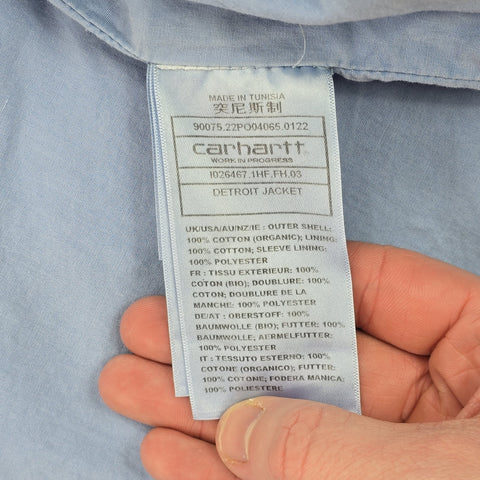 MADE IN TUNISIA
突尼斯制
90075.22PO04065.0122
carhartt
WORK IN PROGRESS
I026467.1HF.FH.03
DETROIT JACKET
UK/USA/AU/NZ/IE : OUTER SHELL:
100% COTTON (ORGANIC); LINING:
100% COTTON; SLEEVE LINING:
100% POLYESTER
FR : TISSU EXTERIEUR: 100%
COTON (BIO); DOUBLURE: 100%
COTON; DOUBLURE DE LA
MANCHE: 100% POLYESTER
DE/AT : OBERSTOFF: 100%
BAUMWOLLE (BIO); FUTTER: 100%
BAUMWOLLE; AERMELFUTTER:
100% POLYESTER
IT : TESSUTO ESTERNO: 100%
COTONE (ORGANICO); FUTTER:
100% COTONE; FODERA MANICA:
100% POLIESTERE